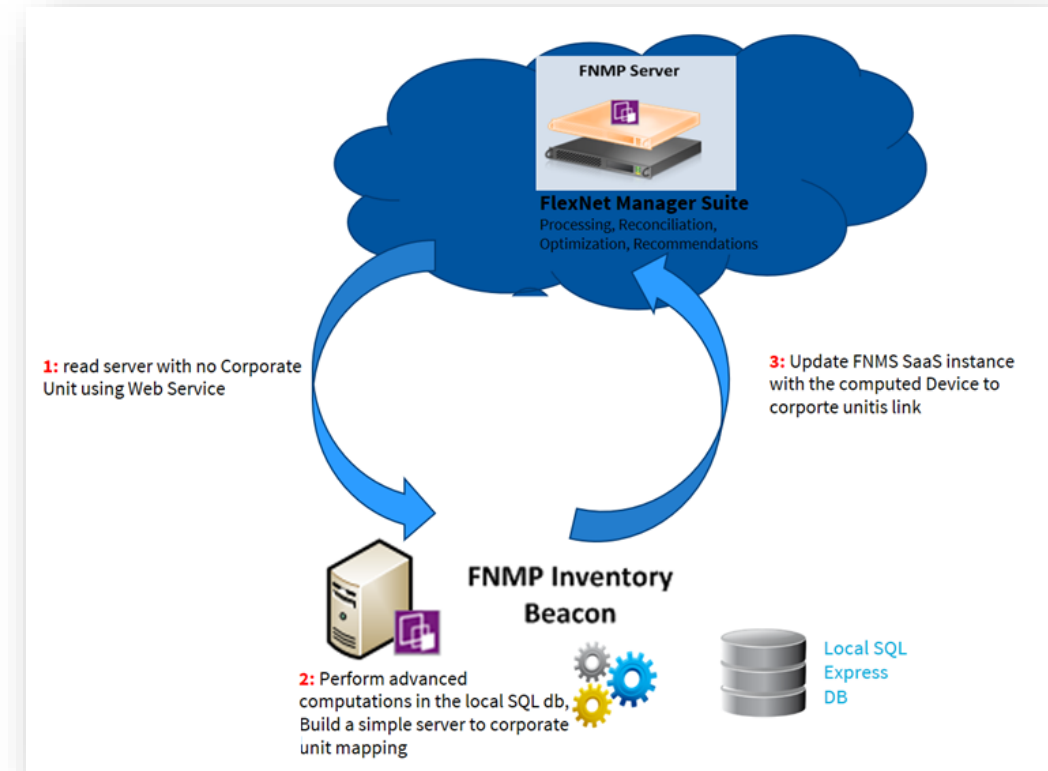 FNMP Server
FlexNet Manager Suite
Processing, Reconciliation,
Optimization, Recommendations
1: read server with no Corporate
Unit using Web Service
3: Update FNMS SaaS instance
with the computed Device to
corporte unitis link
FNMP Inventory
Beacon
2: Perform advanced
computations in the local SQL db,
Build a simple server to corporate
unit mapping
Local SQL
Express
DB